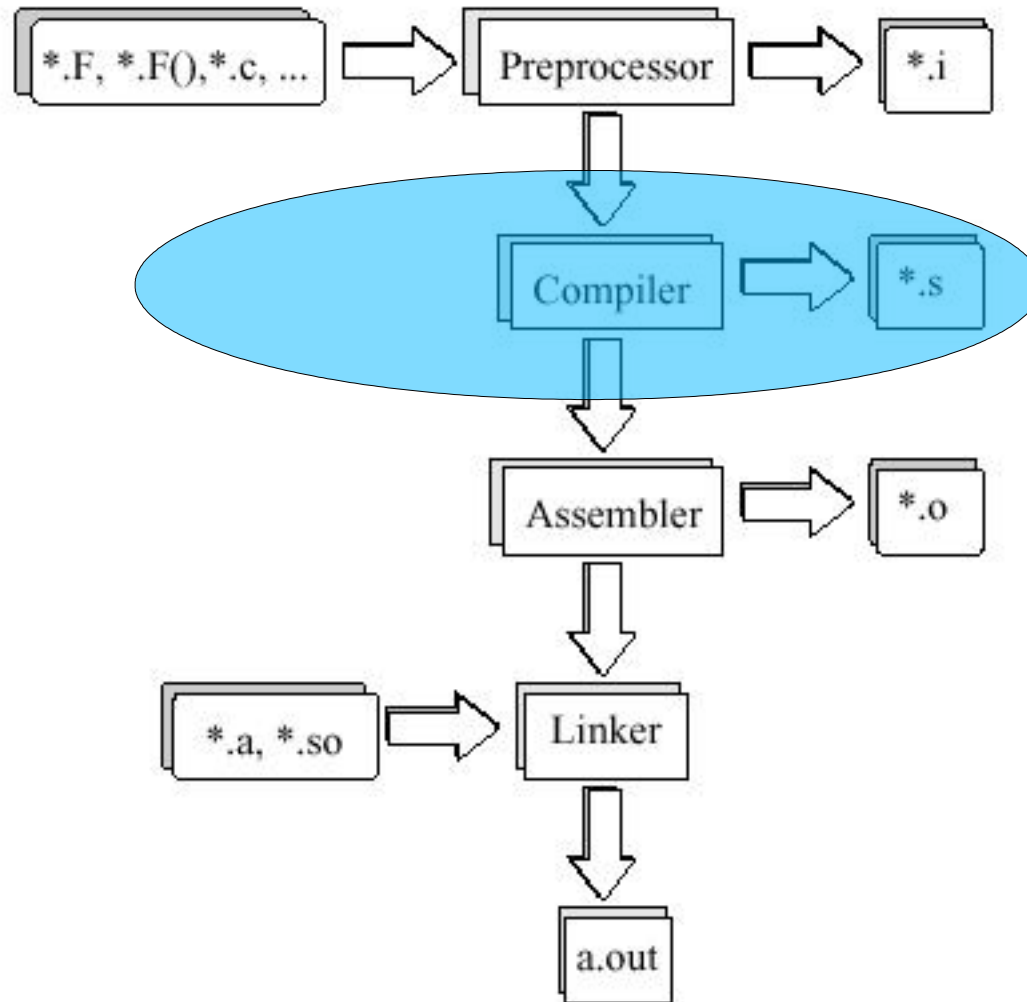 *.F, *.F(),*.c, ...
Preprocessor
*.i
Compiler
*.s
Assembler
*.o
*.a, *.so
Linker
a.out